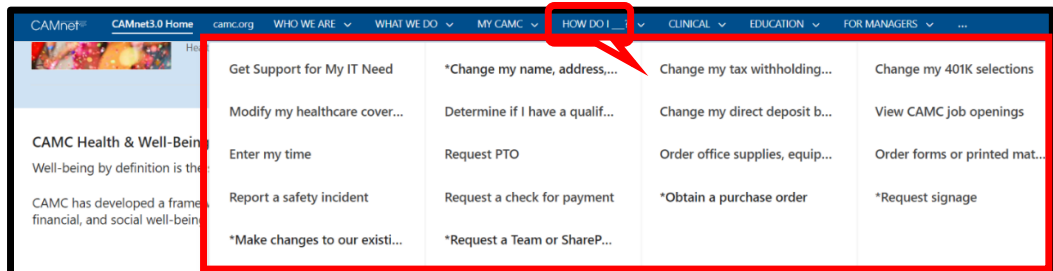 CAMnet CAMnet3.0 Home camc.org WHO WE ARE WHAT WE DO MY CAMC HOW DO I __? CLINICAL EDUCATION FOR MANAGERS ...
Get Support for My IT Need *Change my name, address,... Change my tax withholding... Change my 401K selections
Modify my healthcare cover... Determine if I have a qualif... Change my direct deposit b... View CAMC job openings
Enter my time Request PTO Order office supplies, equip... Order forms or printed mat...
Report a safety incident Request a check for payment *Obtain a purchase order *Request signage
*Make changes to our existi... *Request a Team or ShareP...
CAMC Health & Well-Being
Well-being by definition is the
CAMC has developed a frame
financial, and social well-bein